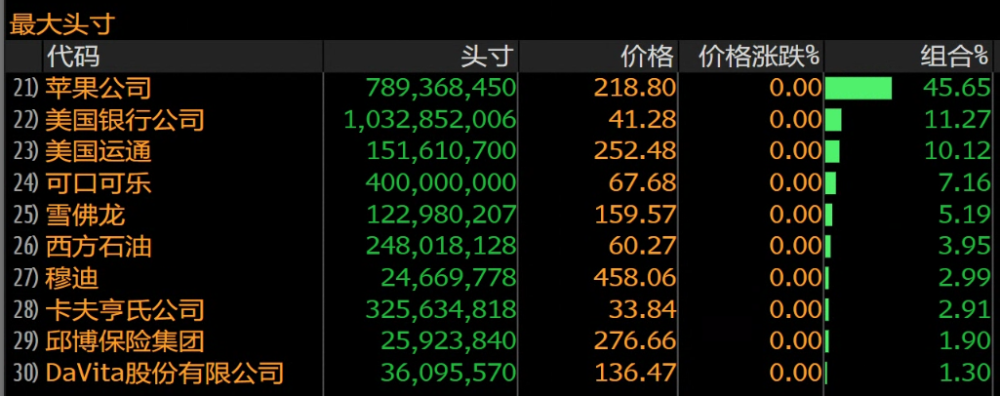 最大头寸
代码 头寸 价格 价格涨跌% 组合%
21) 苹果公司 789,368,450 218.80 0.00 45.65
22) 美国银行公司 1,032,852,006 41.28 0.00 11.27
23) 美国运通 151,610,700 252.48 0.00 10.12
24) 可口可乐 400,000,000 67.68 0.00 7.16
25) 雪佛龙 122,980,207 159.57 0.00 5.19
26) 西方石油 248,018,128 60.27 0.00 3.95
27) 穆迪 24,669,778 458.06 0.00 2.99
28) 卡夫亨氏公司 325,634,818 33.84 0.00 2.91
29) 邱博保险集团 25,923,840 276.66 0.00 1.90
30) DaVita股份有限公司 36,095,570 136.47 0.00 1.30